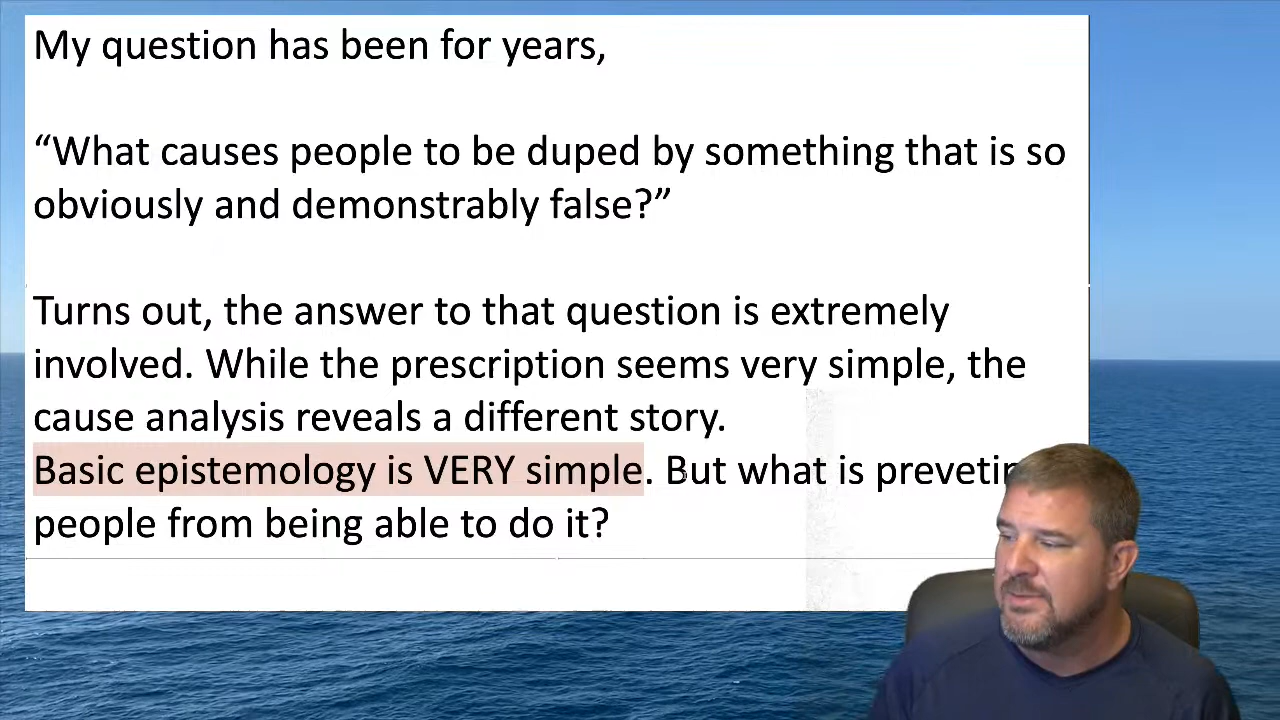 My question has been for years,
“What causes people to be duped by something that is so
obviously and demonstrably false?”
Turns out, the answer to that question is extremely
involved. While the prescription seems very simple, the
cause analysis reveals a different story.
Basic epistemology is VERY simple. But what is
people from being able to do it?